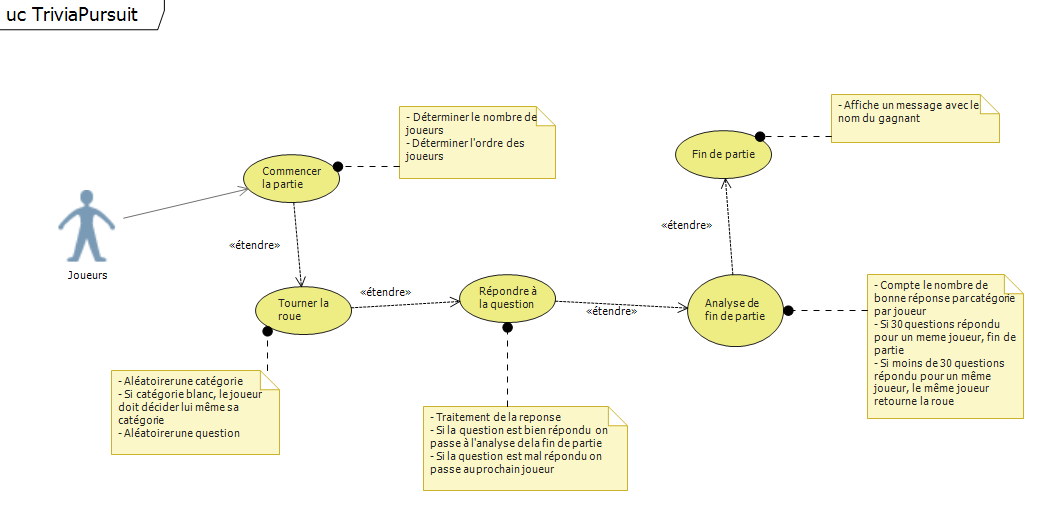 uc TriviaPursuit
- Affiche un message avec le
nom du gagnant
- Déterminer le nombre de
joueurs
- Déterminer l'ordre des
joueurs
Fin de partie
Commencer
la partie
«étendre»
«étendre»
Joueurs
Tourner la
roue
«étendre»
Répondre à
la question
«étendre»
Analyse de
fin de partie
- Compte le nombre de
bonne réponse par catégorie
par joueur
- Si 30 questions répondu
pour un meme joueur, fin de
partie
- Si moins de 30 questions
répondu pour un même
joueur, le même joueur
retourne la roue
- Aléatoirer une catégorie
- Si catégorie blanc, le joueur
doit décider lui même sa
catégorie
- Aléatoirer une question
- Traitement de la reponse
- Si la question est bien répondu on
passe à l'analyse de la fin de partie
- Si la question est mal répondu on
passe au prochain joueur